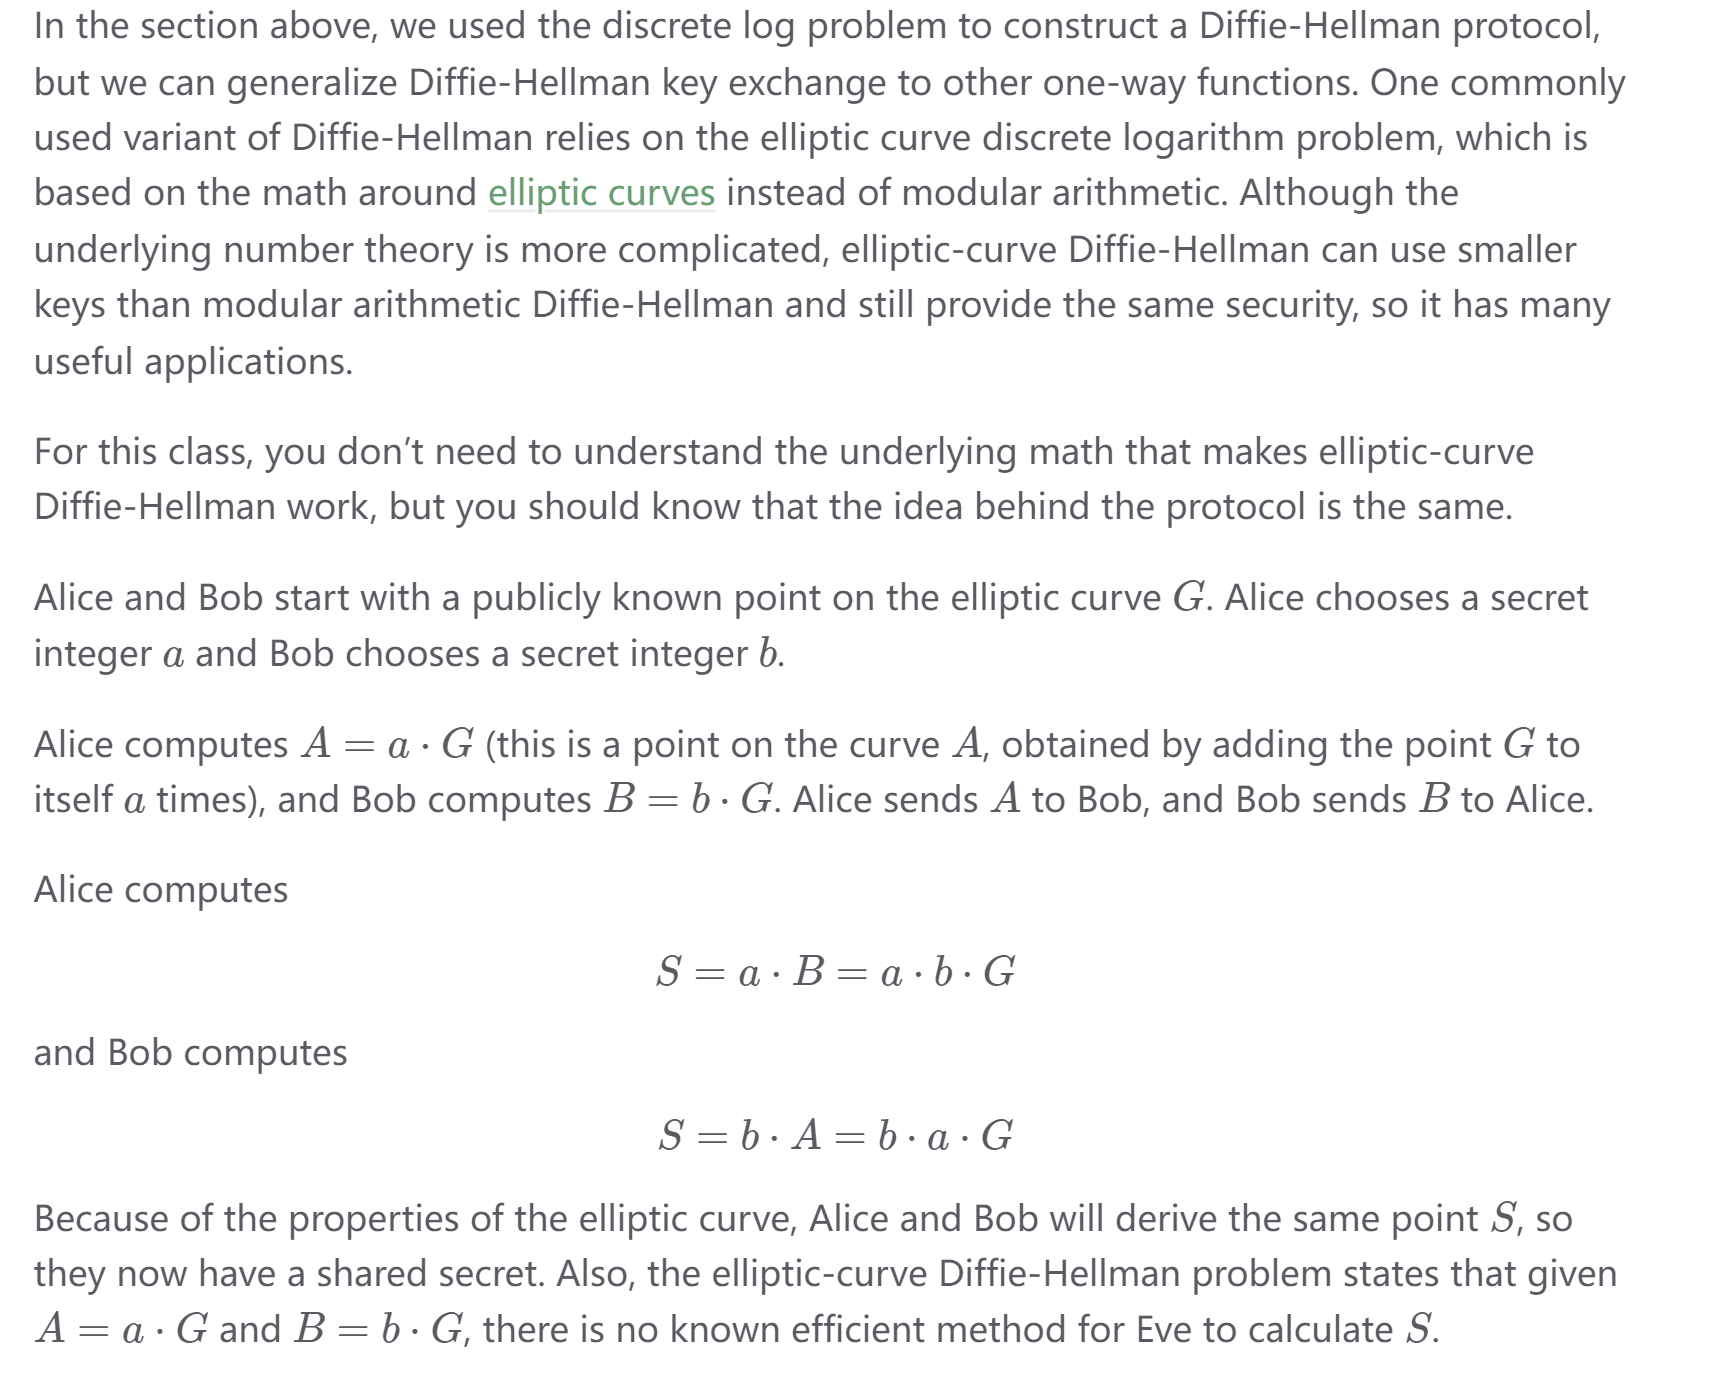 In the section above, we used the discrete log problem to construct a Diffie-Hellman protocol,
but we can generalize Diffie-Hellman key exchange to other one-way functions. One commonly
used variant of Diffie-Hellman relies on the elliptic curve discrete logarithm problem, which is
based on the math around elliptic curves instead of modular arithmetic. Although the
underlying number theory is more complicated, elliptic-curve Diffie-Hellman can use smaller
keys than modular arithmetic Diffie-Hellman and still provide the same security, so it has many
useful applications.
For this class, you don’t need to understand the underlying math that makes elliptic-curve
Diffie-Hellman work, but you should know that the idea behind the protocol is the same.
Alice and Bob start with a publicly known point on the elliptic curve G. Alice chooses a secret
integer a and Bob chooses a secret integer b.
Alice computes A = a · G (this is a point on the curve A, obtained by adding the point G to
itself a times), and Bob computes B = b · G. Alice sends A to Bob, and Bob sends B to Alice.
Alice computes
S = a · B = a · b · G
and Bob computes
S = b · A = b · a · G
Because of the properties of the elliptic curve, Alice and Bob will derive the same point S, so
they now have a shared secret. Also, the elliptic-curve Diffie-Hellman problem states that given
A = a · G and B = b · G, there is no known efficient method for Eve to calculate S.